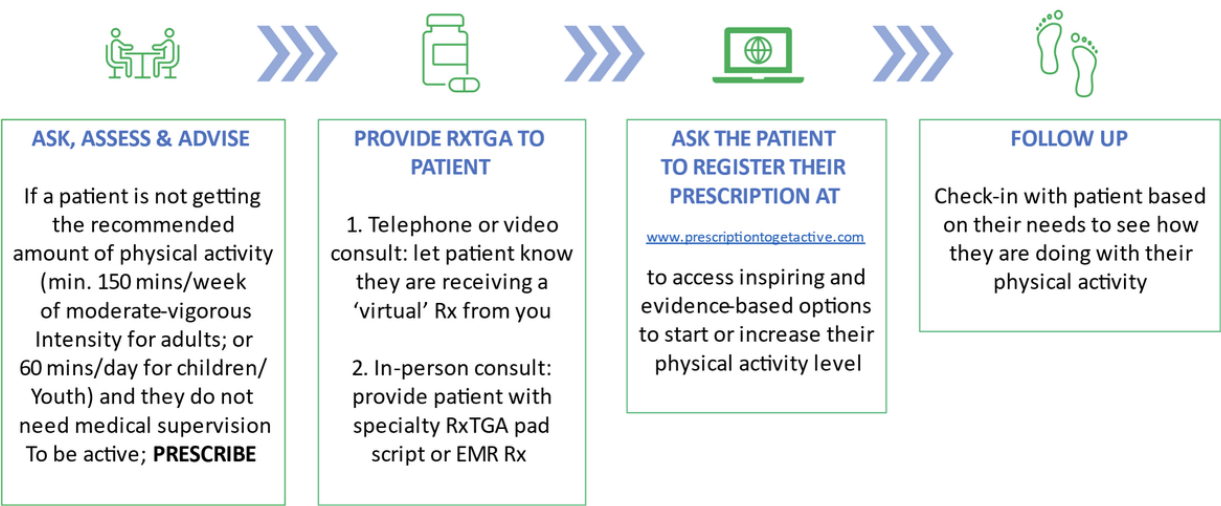 ASK, ASSESS & ADVISE
If a patient is not getting
the recommended
amount of physical activity
(min. 150 mins/week
of moderate-vigorous
Intensity for adults; or
60 mins/day for children/
Youth) and they do not
need medical supervision
To be active; PRESCRIBE
PROVIDE RXTGA TO
PATIENT
1. Telephone or video
consult: let patient know
they are receiving a
‘virtual’ Rx from you
2. In-person consult:
provide patient with
specialty RxTGA pad
script or EMR Rx
ASK THE PATIENT
TO REGISTER THEIR
PRESCRIPTION AT
www.prescriptiontogetactive.com
to access inspiring and
evidence-based options
to start or increase their
physical activity level
FOLLOW UP
Check-in with patient based
on their needs to see how
they are doing with their
physical activity